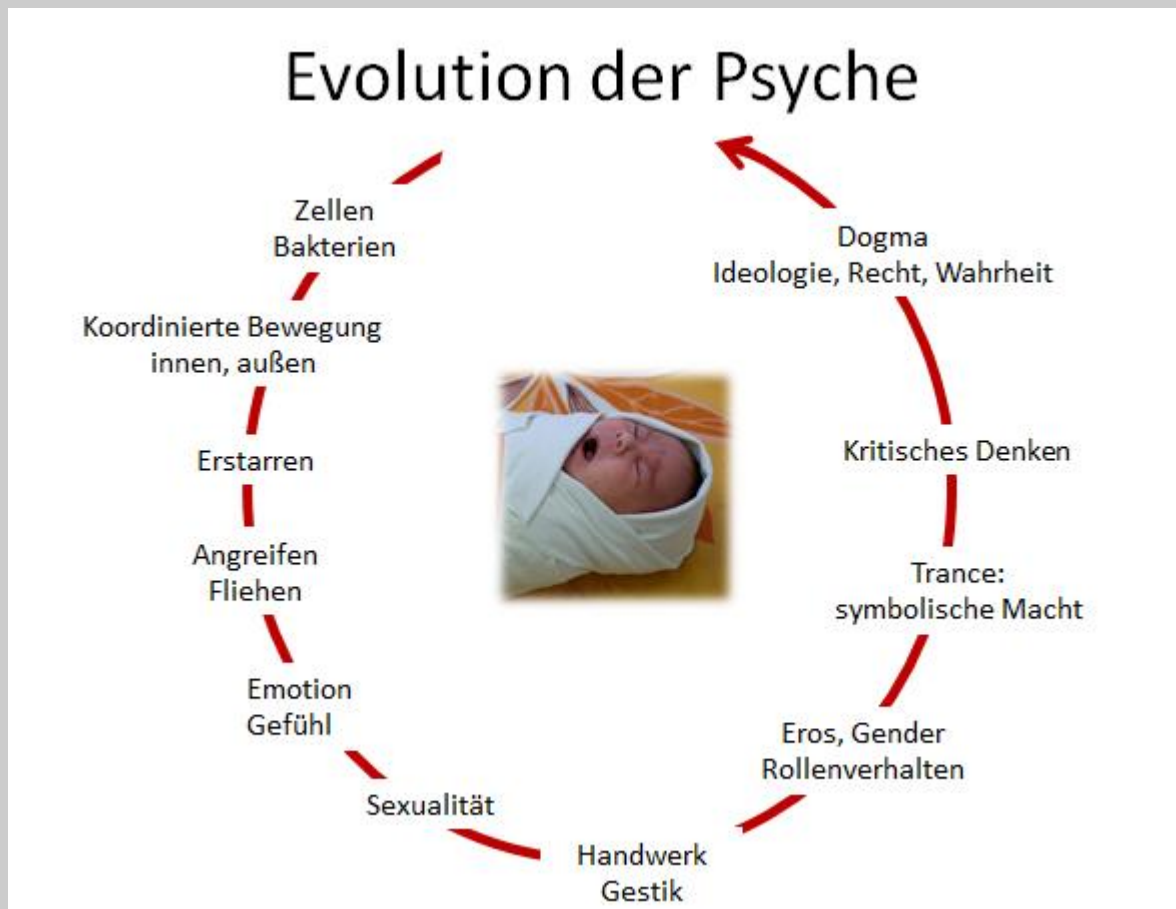 Evolution der Psyche
Zellen
Bakterien
Koordinierte Bewegung
innen, außen
Erstarren
Angreifen
Fliehen
Emotion
Gefühl
Sexualität
Handwerk
Gestik
Eros, Gender
Rollenverhalten
Trance:
symbolische Macht
Kritisches Denken
Dogma
Ideologie, Recht, Wahrheit